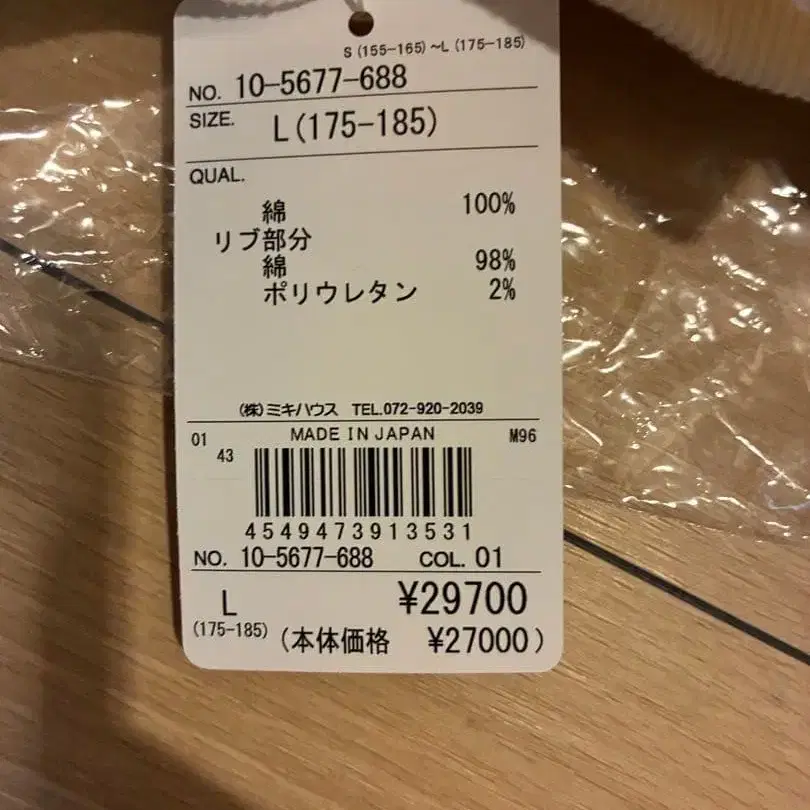 S(155-165)~L(175-185)
NO. 10-5677-688
SIZE. L(175-185)
QUAL.
綿 100%
リブ部分
綿 98%
ポリウレタン 2%
(株)ミキハウス TEL.072-920-2039
01 MADE IN JAPAN M96
43
4549473913531
NO. 10-5677-688 COL. 01
L ¥29700
(175-185) (本体価格 ¥27000)